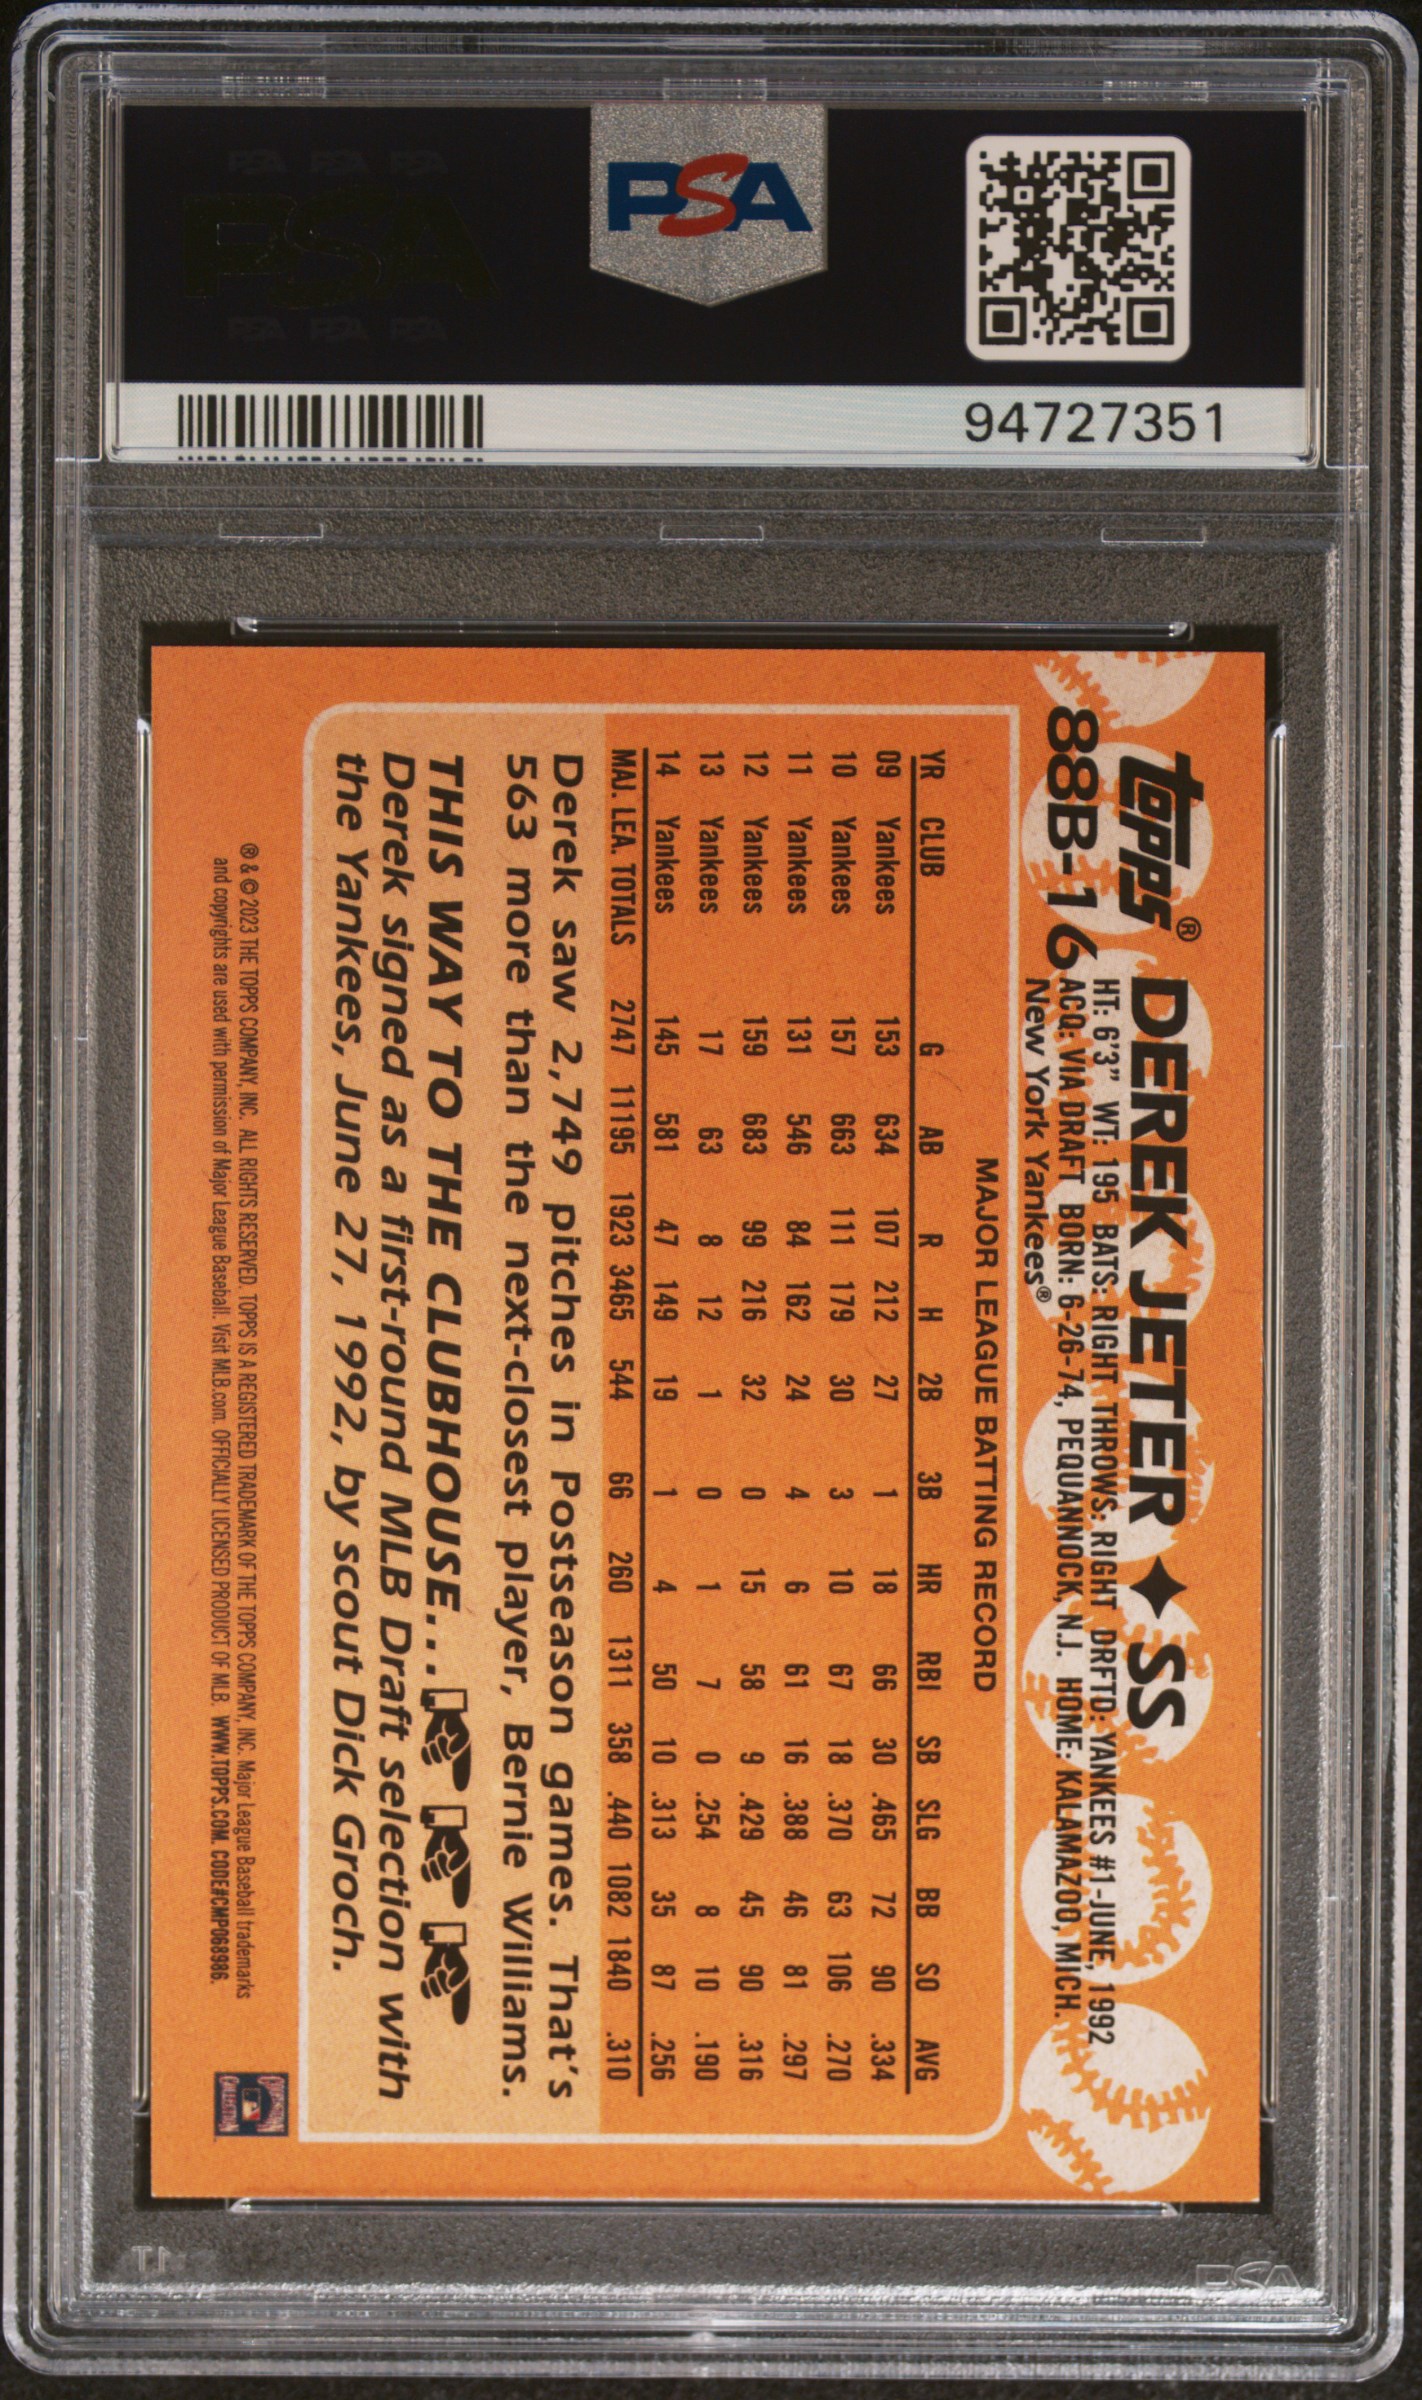 PSA PSA PSA
PSA
PSA PSA PSA
PSA
94727351
topps®
88B-16
DEREK JETER ✦ SS
HT: 6'3" WT: 195 BATS: RIGHT THROWS: RIGHT DRFTD: YANKEES #1-JUNE, 1992
ACQ: VIA DRAFT BORN: 6-26-74, PEQUANNOCK, N.J. HOME: KALAMAZOO, MICH.
New York Yankees®
MAJOR LEAGUE BATTING RECORD
YR CLUB G AB R H 2B 3B HR RBI SB SLG BB SO AVG
09 Yankees 153 634 107 212 27 1 18 66 30 .465 72 90 .334
10 Yankees 157 663 111 179 30 3 10 67 18 .370 63 106 .270
11 Yankees 131 546 84 162 24 4 6 61 16 .388 46 81 .297
12 Yankees 159 683 99 216 32 0 15 58 9 .429 45 90 .316
13 Yankees 17 63 8 12 1 0 1 7 0 .254 8 10 .190
14 Yankees 145 581 47 149 19 1 4 50 10 .313 35 87 .256
MAJ. LEA. TOTALS 2747 11195 1923 3465 544 66 260 1311 358 .440 1082 1840 .310
Derek saw 2,749 pitches in Postseason games. That's
563 more than the next-closest player, Bernie Williams.
THIS WAY TO THE CLUBHOUSE...
Derek signed as a first-round MLB Draft selection with
the Yankees, June 27, 1992, by scout Dick Groch.
® & © 2023 THE TOPPS COMPANY, INC. ALL RIGHTS RESERVED. TOPPS IS A REGISTERED TRADEMARK OF THE TOPPS COMPANY, INC. Major League Baseball trademarks
and copyrights are used with permission of Major League Baseball. Visit MLB.com. OFFICIALLY LICENSED PRODUCT OF MLB. WWW.TOPPS.COM. CODE#CMP068986.
COOPERSTOWN
COLLECTION
PSA